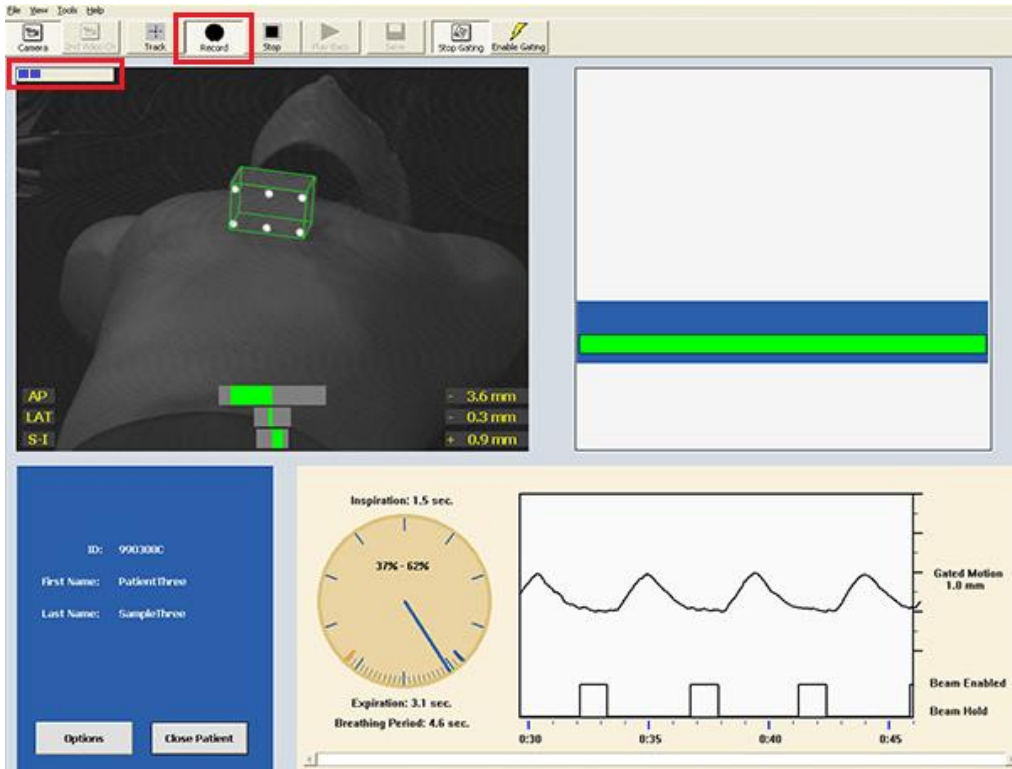 File View Tools Help
Camera
Track
Record
Stop
Play Back
Save
Stop Gating
Enable Gating
AP - 3.6 mm
LAT - 0.3 mm
S-I + 0.9 mm
ID: 990308C
First Name: PatientThree
Last Name: SampleThree
Options
Close Patient
Inspiration: 1.5 sec.
37% - 62%
Expiration: 3.1 sec.
Breathing Period: 4.6 sec.
Gated Motion
1.0 mm
Beam Enabled
Beam Hold
0:30 0:35 0:40 0:45